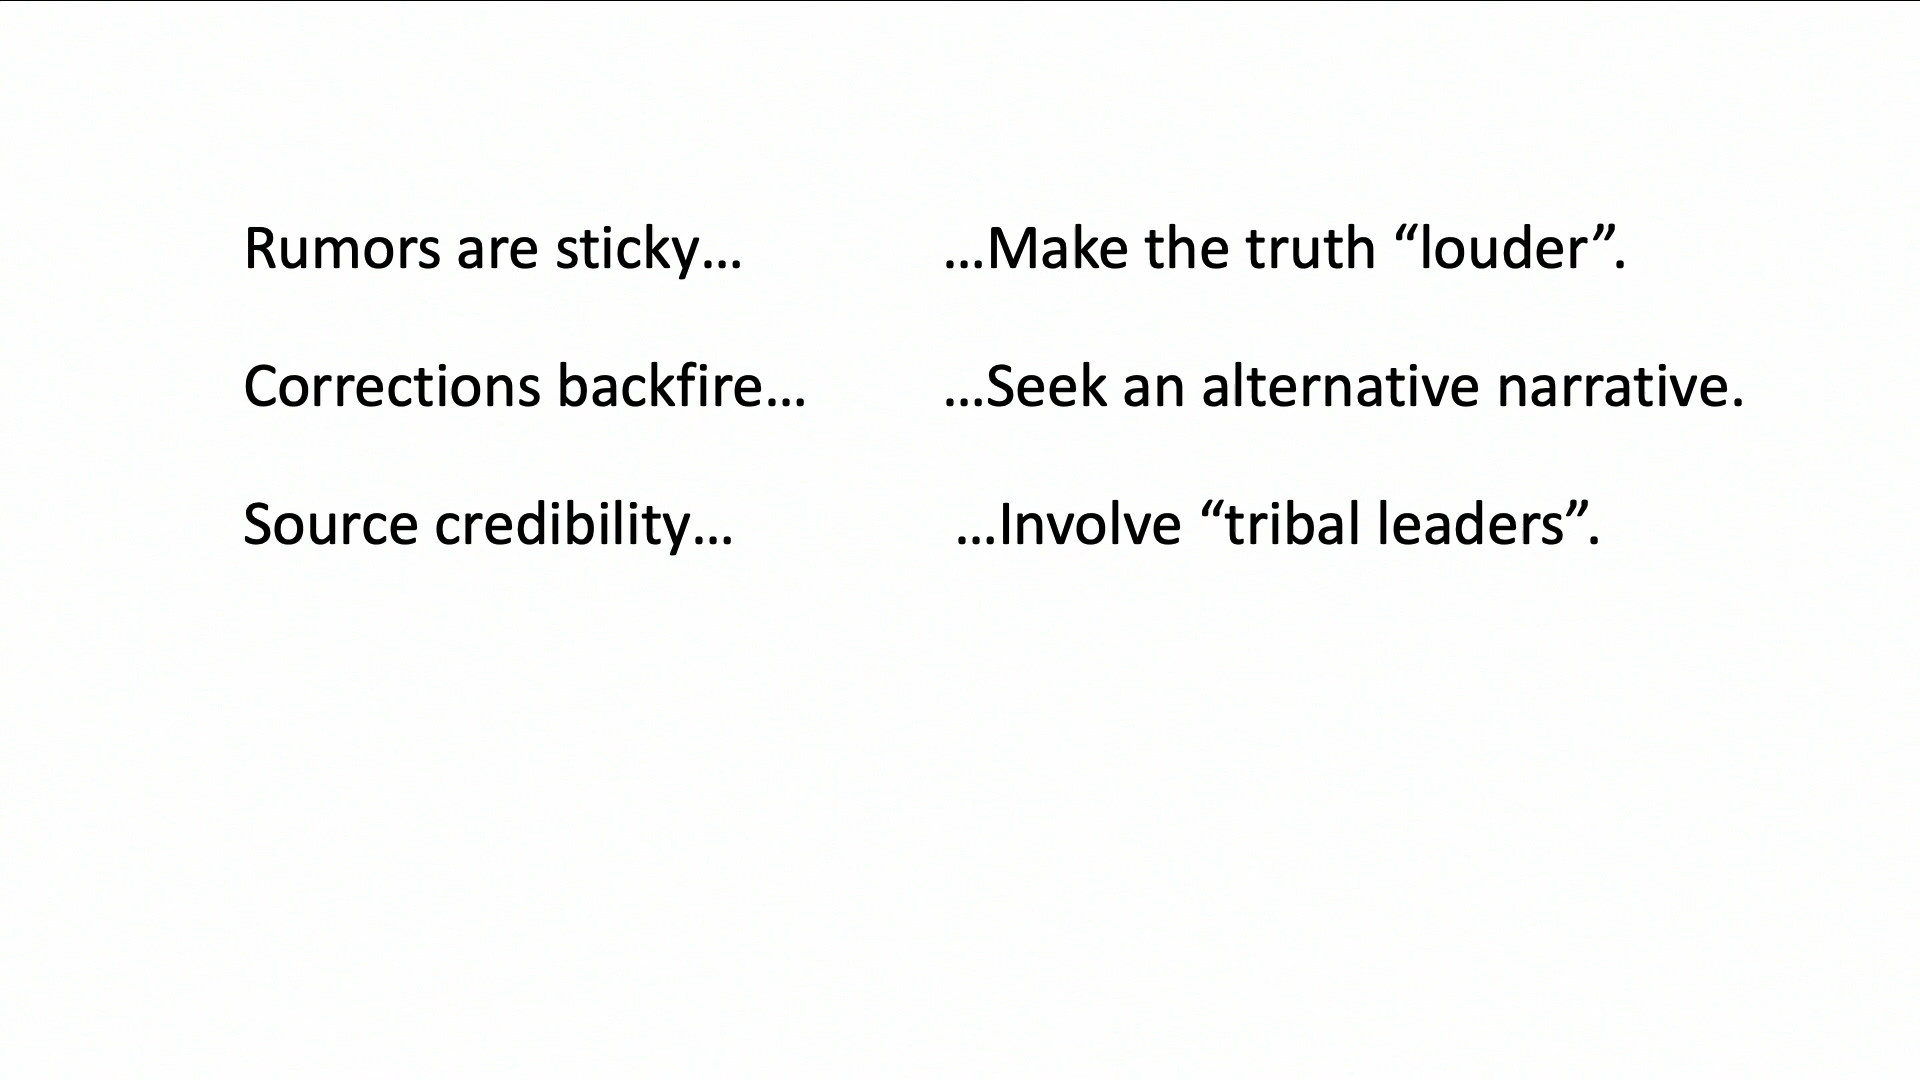 Rumors are sticky… …Make the truth “louder”.
Corrections backfire… …Seek an alternative narrative.
Source credibility… …Involve “tribal leaders”.